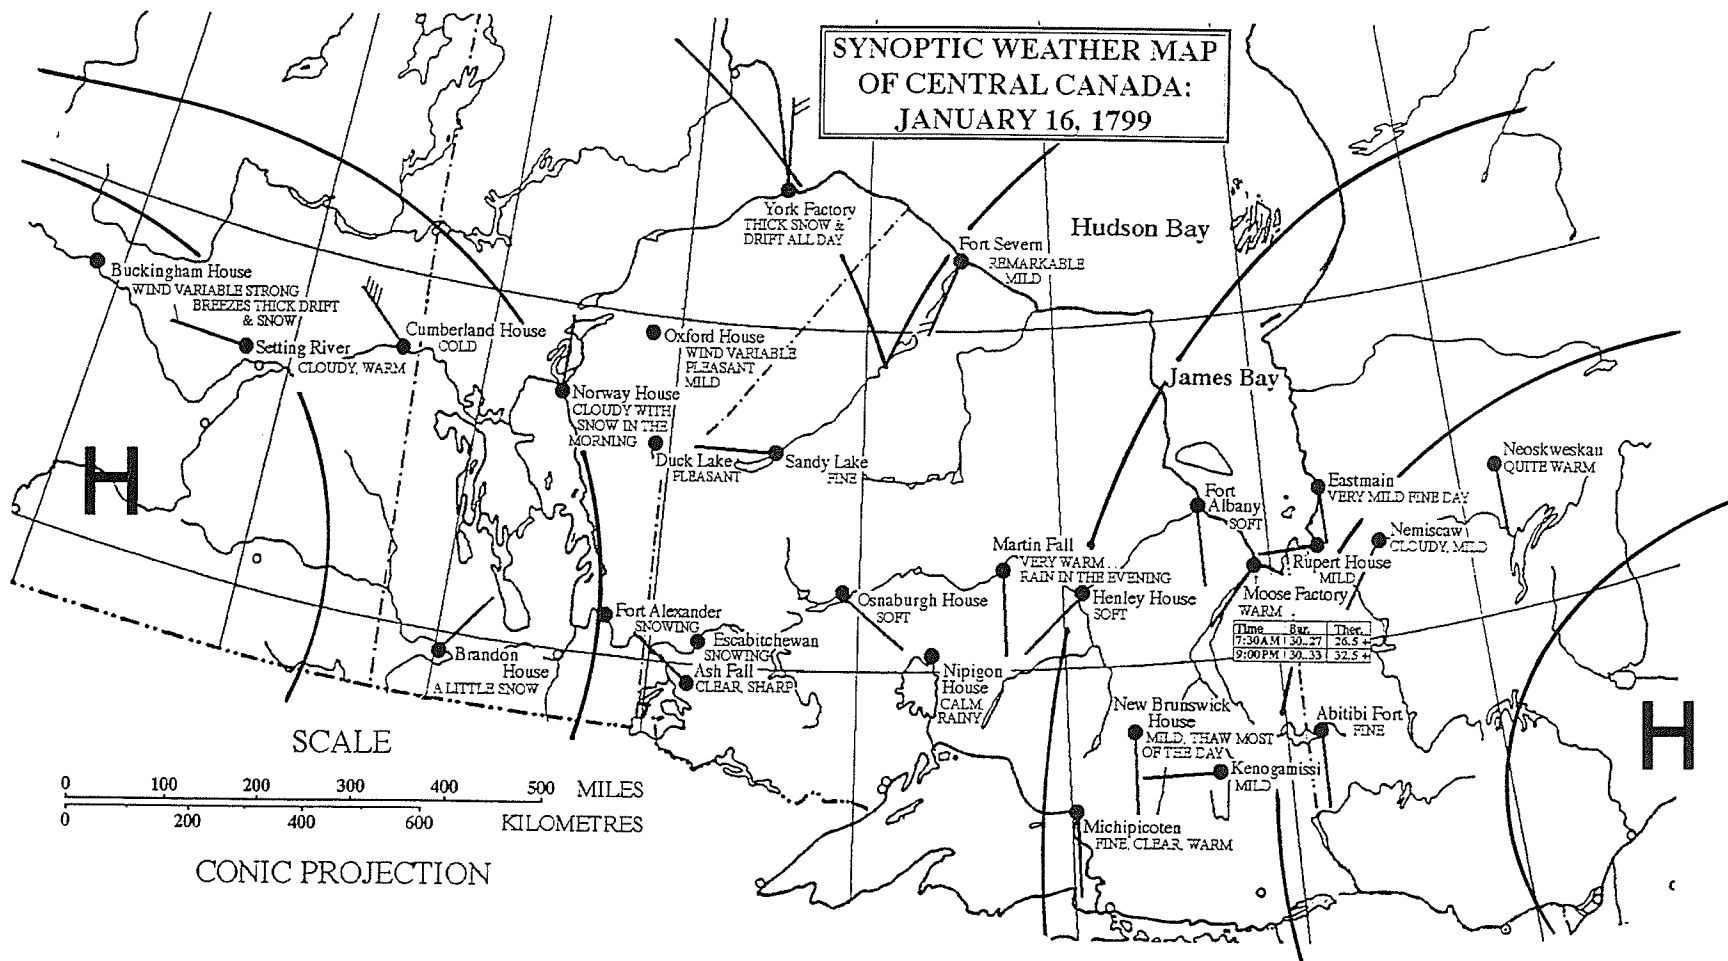 SYNOPTIC WEATHER MAP
OF CENTRAL CANADA:
JANUARY 16, 1799
York Factory
THICK SNOW &
DRIFT ALL DAY
Hudson Bay
Fort Severn
REMARKABLE
MILD
Buckingham House
WIND VARIABLE STRONG
BREEZES THICK DRIFT
& SNOW
Setting River
CLOUDY, WARM
Cumberland House
COLD
Oxford House
WIND VARIABLE
PLEASANT
MILD
Norway House
CLOUDY WITH
SNOW IN THE
MORNING
Duck Lake
PLEASANT
Sandy Lake
FINE
James Bay
H
Neoskweskau
QUITE WARM
Eastmain
VERY MILD FINE DAY
Fort
Albany
SOFT
Nemiscaw
CLOUDY, MILD
Rupert House
MILD
Moose Factory
WARM
Time Bar. Ther.
7:30AM 30..27 26.5 +
9:00PM 30..33 32.5 +
Martin Fall
VERY WARM...
RAIN IN THE EVENING
Henley House
SOFT
Osnaburgh House
SOFT
Fort Alexander
SNOWING
Escabitchewan
SNOWING
Ash Fall
CLEAR, SHARP
Brandon
House
A LITTLE SNOW
Nipigon
House
CALM
RAINY
New Brunswick
House
MILD, THAW MOST
OF THE DAY
Abitibi Fort
FINE
Kenogamissi
MILD
Michipicoten
FINE, CLEAR, WARM
H
SCALE
0 100 200 300 400 500 MILES
0 200 400 600 KILOMETRES
CONIC PROJECTION